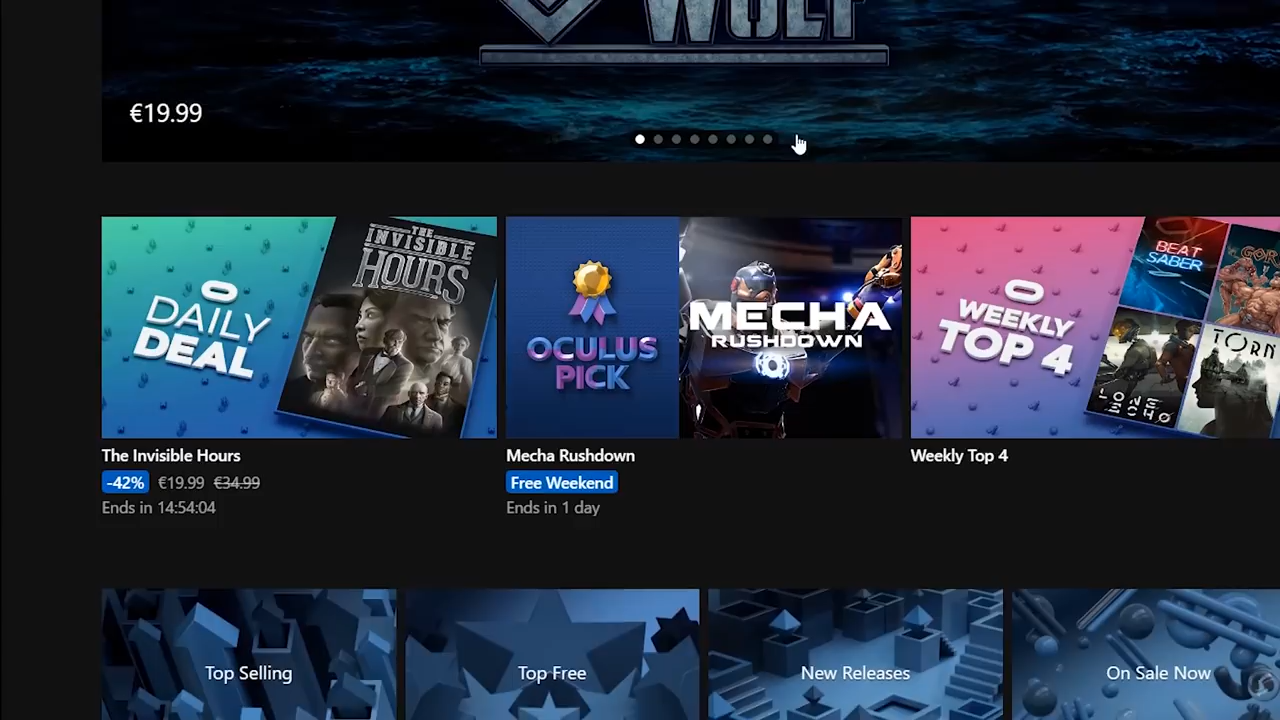 WOLF
€19.99
DAILY
DEAL
THE
INVISIBLE
HOURS
OCULUS
PICK
MECHA
RUSHDOWN
WEEKLY
TOP 4
BEAT
SABER
LONE
ECHO
TORN
The Invisible Hours
-42% €19.99 €34.99
Ends in 14:54:04
Mecha Rushdown
Free Weekend
Ends in 1 day
Weekly Top 4
Top Selling
Top Free
New Releases
On Sale Now